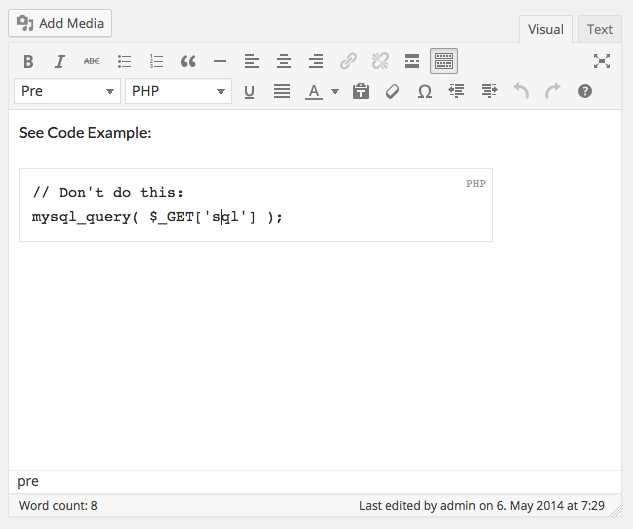 Add Media
Visual Text
B I ABC
Pre PHP U A Ω ?
See Code Example:
PHP
// Don't do this:
mysql_query( $_GET['sql'] );
pre
Word count: 8 Last edited by admin on 6. May 2014 at 7:29